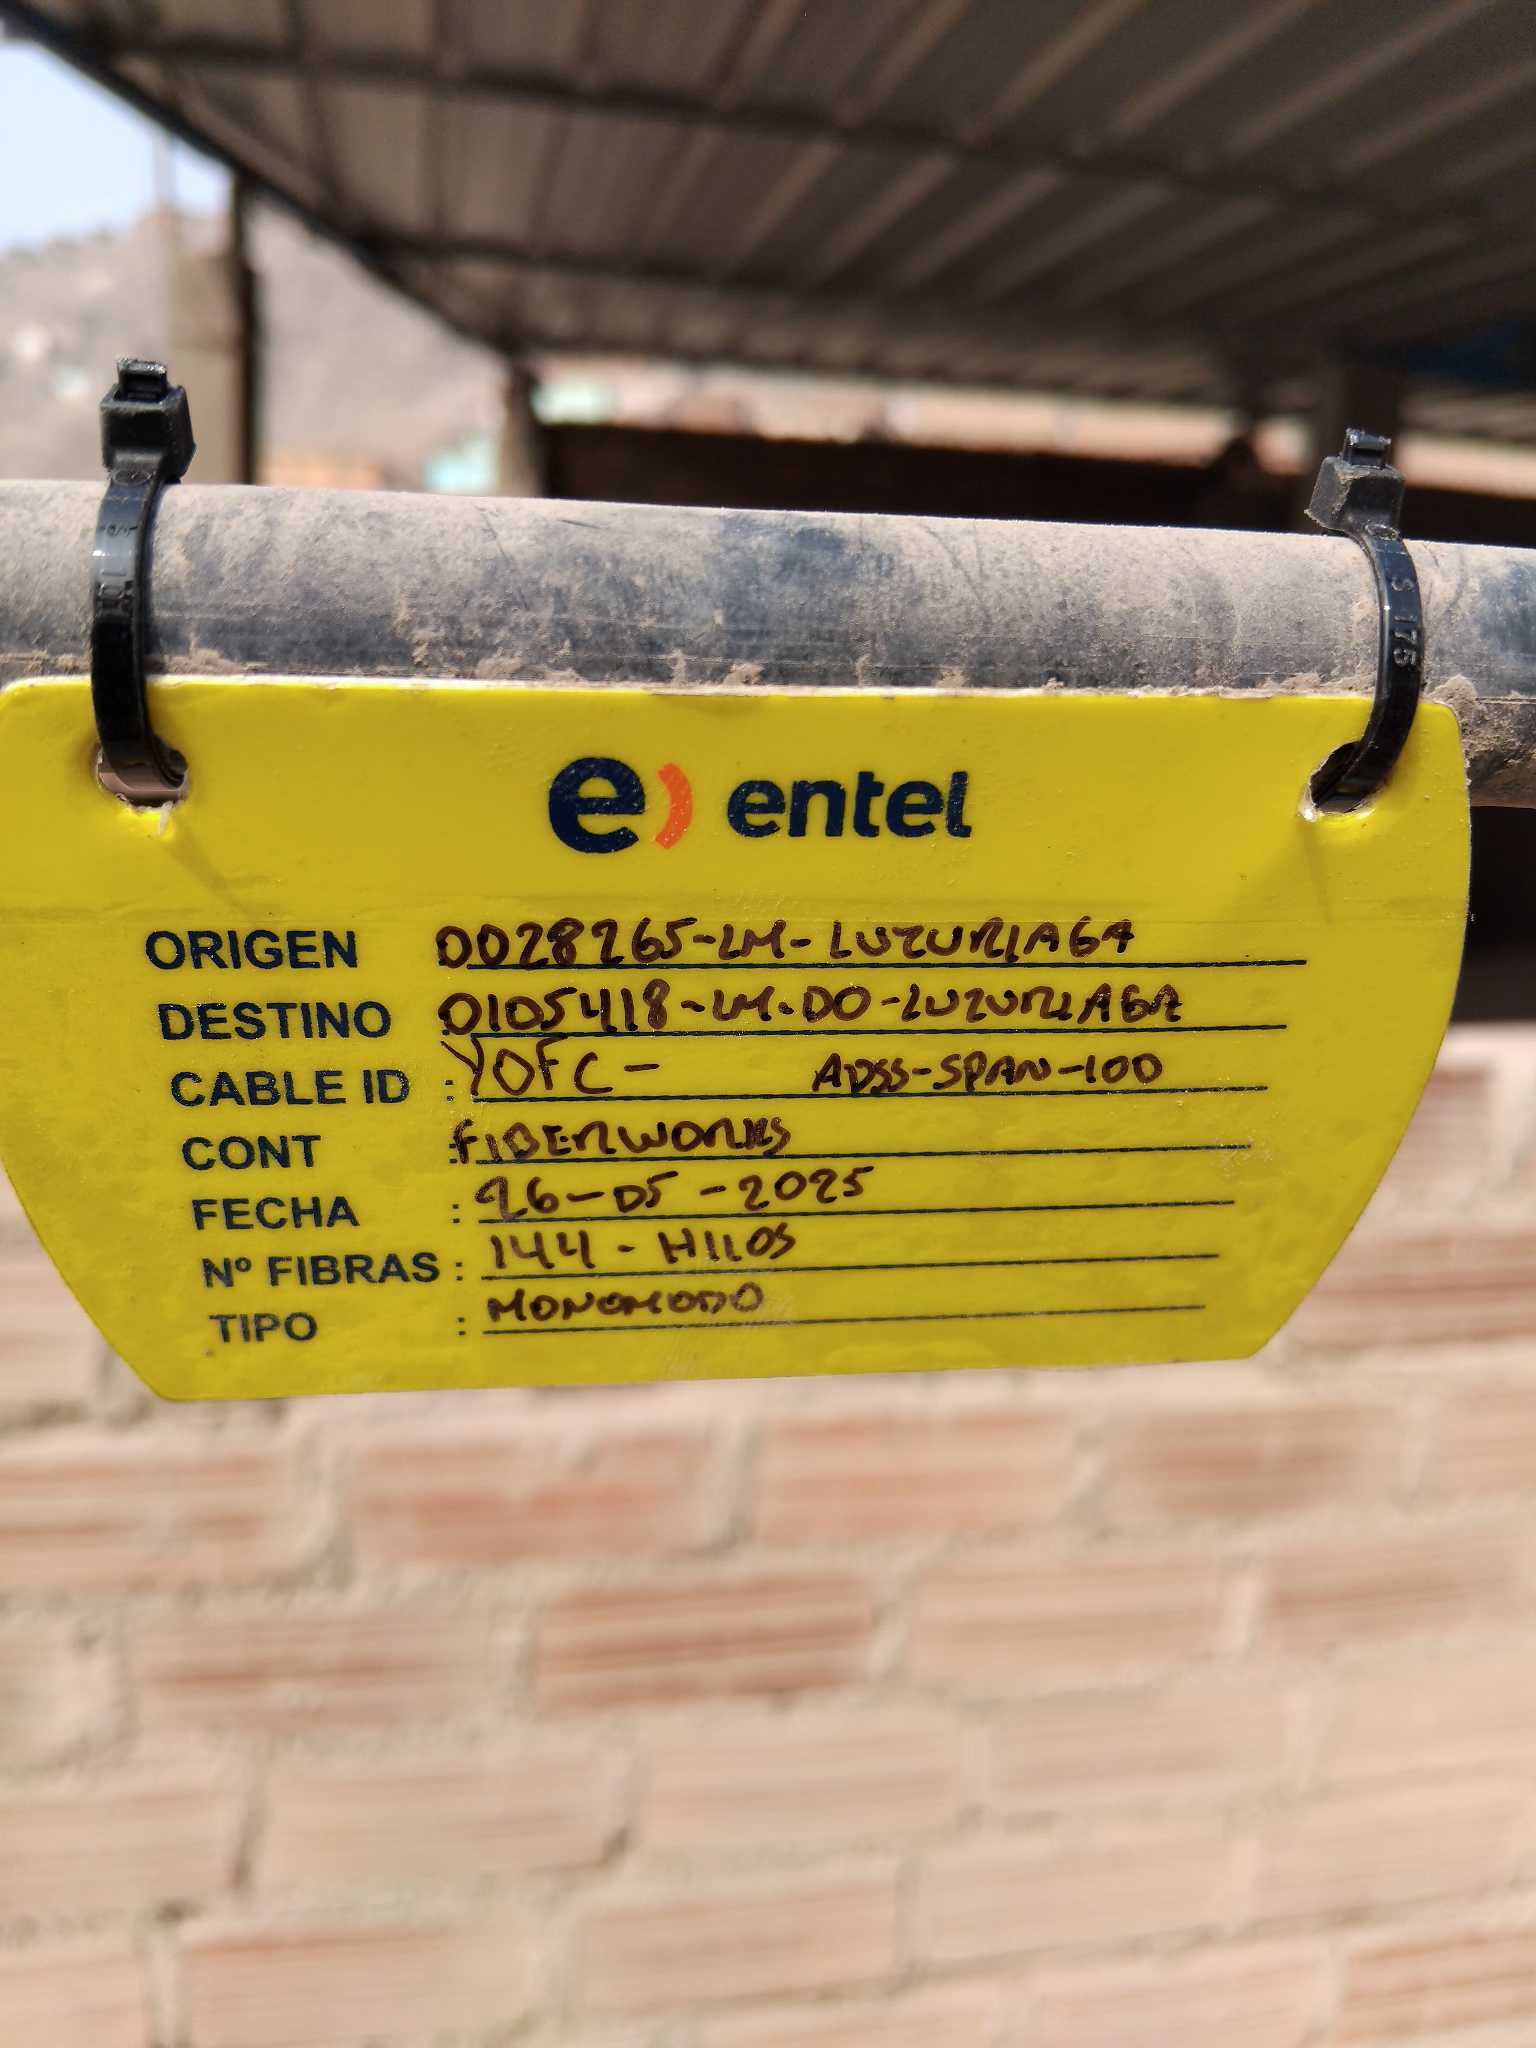 e) entel
ORIGEN 0028265-LM-LUZURIAGA
DESTINO 0105418-LM-DO-LUZURIAGA
CABLE ID : YOFC- ADSS-SPAN-100
CONT : FIBERWORKS
FECHA : 26-05-2025
Nº FIBRAS : 144-HILOS
TIPO : MONOMODO